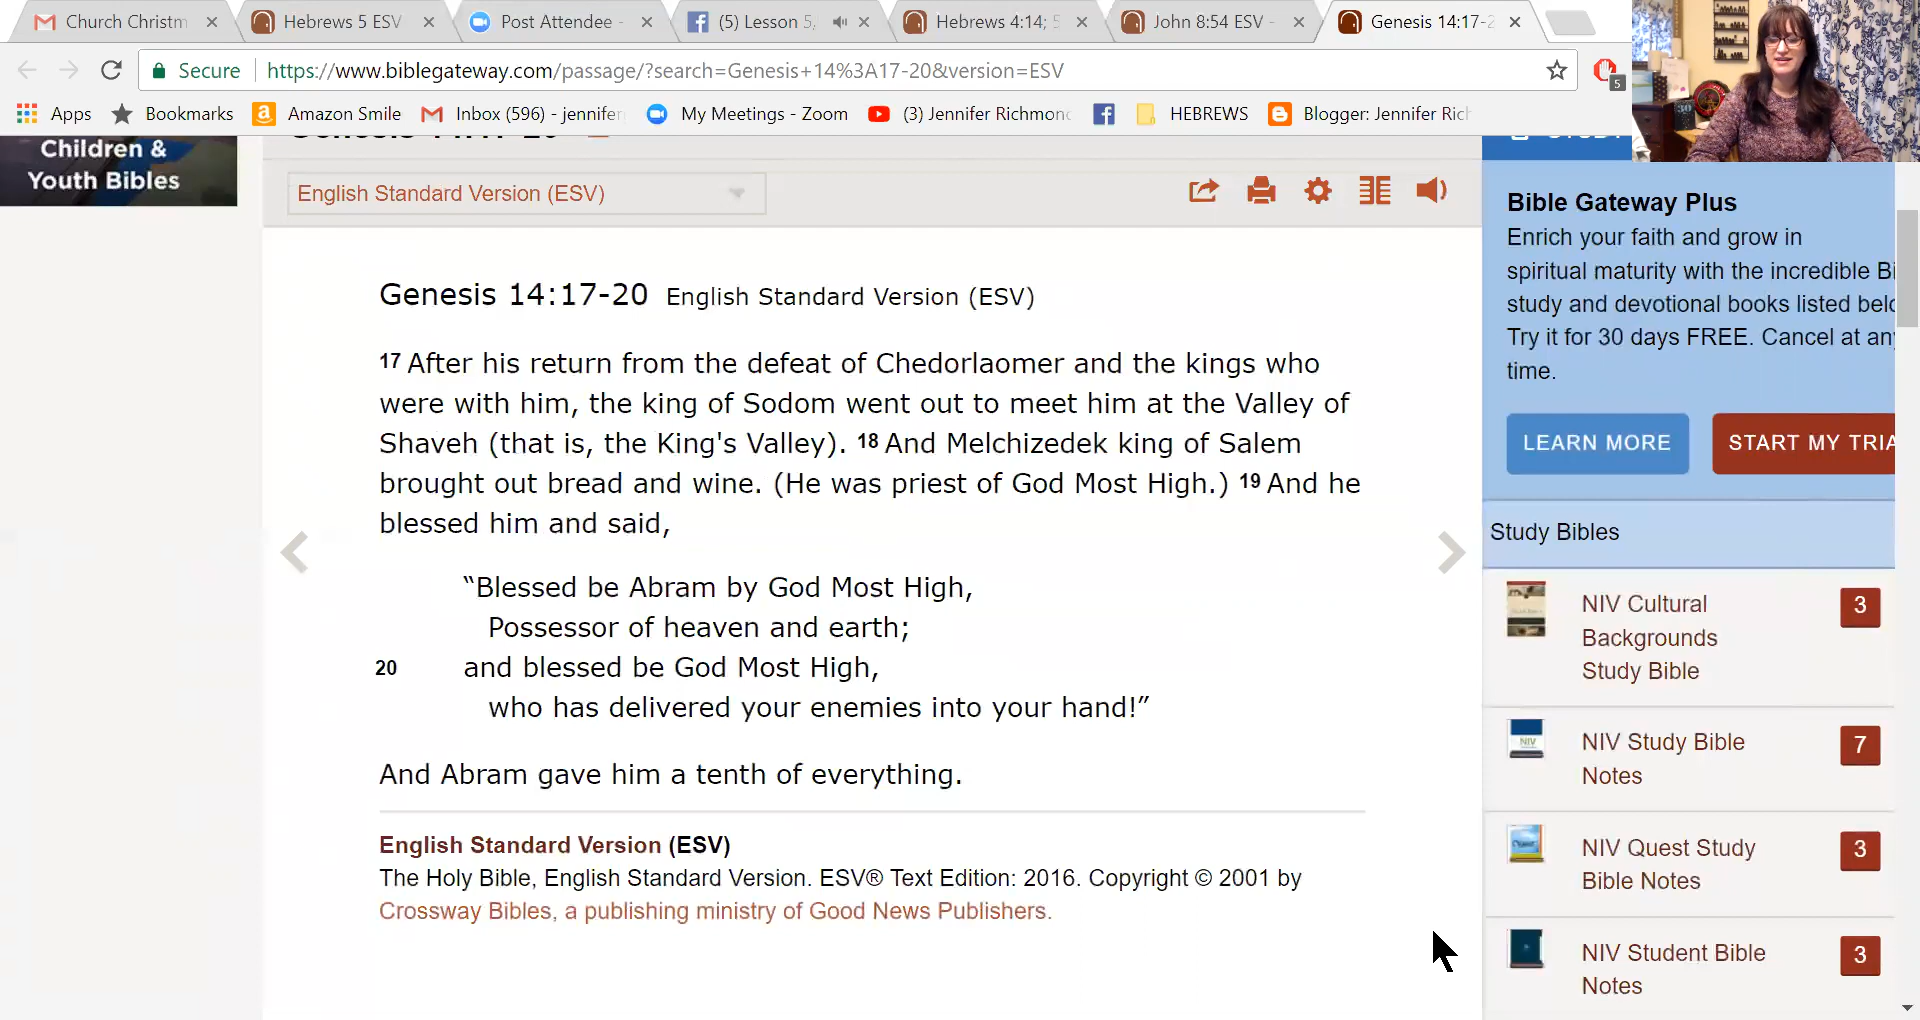 Church Christm
Hebrews 5 ESV
Post Attendee -
(5) Lesson 5,
Hebrews 4:14; 5
John 8:54 ESV -
Genesis 14:17-2
Secure
https://www.biblegateway.com/passage/?search=Genesis+14%3A17-20&version=ESV
5
Apps
Bookmarks
Amazon Smile
Inbox (596) - jennifer
My Meetings - Zoom
(3) Jennifer Richmond
HEBREWS
Blogger: Jennifer Rich
Children &
Youth Bibles
English Standard Version (ESV)
Genesis 14:17-20 English Standard Version (ESV)
17 After his return from the defeat of Chedorlaomer and the kings who
were with him, the king of Sodom went out to meet him at the Valley of
Shaveh (that is, the King's Valley). 18 And Melchizedek king of Salem
brought out bread and wine. (He was priest of God Most High.) 19 And he
blessed him and said,
“Blessed be Abram by God Most High,
Possessor of heaven and earth;
20 and blessed be God Most High,
who has delivered your enemies into your hand!”
And Abram gave him a tenth of everything.
English Standard Version (ESV)
The Holy Bible, English Standard Version. ESV® Text Edition: 2016. Copyright © 2001 by
Crossway Bibles, a publishing ministry of Good News Publishers.
Bible Gateway Plus
Enrich your faith and grow in
spiritual maturity with the incredible Bi
study and devotional books listed belo
Try it for 30 days FREE. Cancel at any
time.
LEARN MORE
START MY TRIA
Study Bibles
NIV Cultural
Backgrounds
Study Bible
3
NIV Study Bible
Notes
7
NIV Quest Study
Bible Notes
3
NIV Student Bible
Notes
3